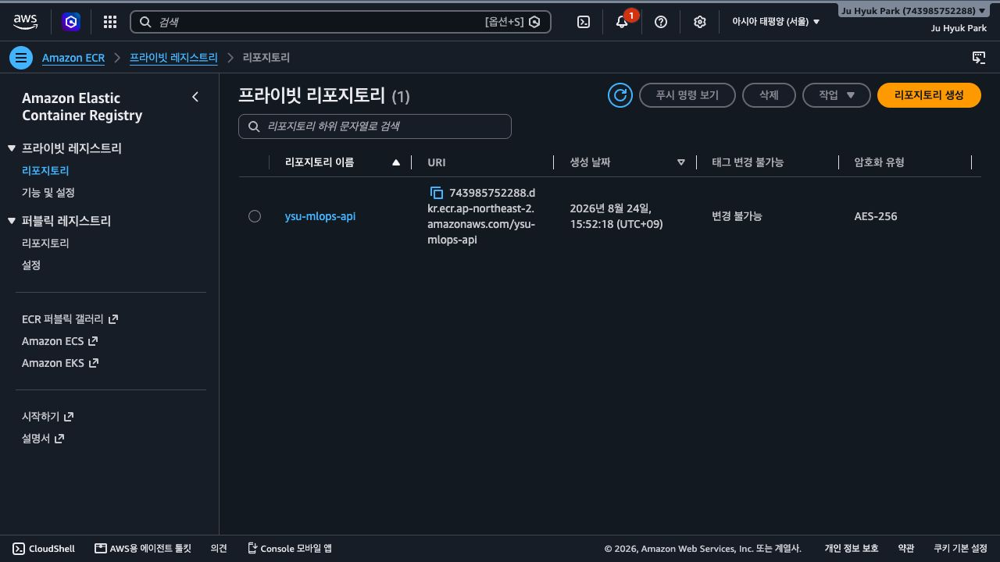 aws
검색
[옵션+S]
1
아시아 태평양 (서울)
Ju Hyuk Park (743985752288)
Ju Hyuk Park
Amazon ECR
프라이빗 레지스트리
리포지토리
Amazon Elastic
Container Registry
프라이빗 레지스트리
리포지토리
기능 및 설정
퍼블릭 레지스트리
리포지토리
설정
ECR 퍼블릭 갤러리
Amazon ECS
Amazon EKS
시작하기
설명서
프라이빗 리포지토리 (1)
푸시 명령 보기
삭제
작업
리포지토리 생성
리포지토리 하위 문자열로 검색
리포지토리 이름
URI
생성 날짜
태그 변경 불가능
암호화 유형
ysu-mlops-api
743985752288.d
kr.ecr.ap-northeast-2.
amazonaws.com/ysu-
mlops-api
2026년 8월 24일,
15:52:18 (UTC+09)
변경 불가능
AES-256
CloudShell
AWS용 에이전트 툴킷
의견
Console 모바일 앱
© 2026, Amazon Web Services, Inc. 또는 계열사.
개인 정보 보호
약관
쿠키 기본 설정